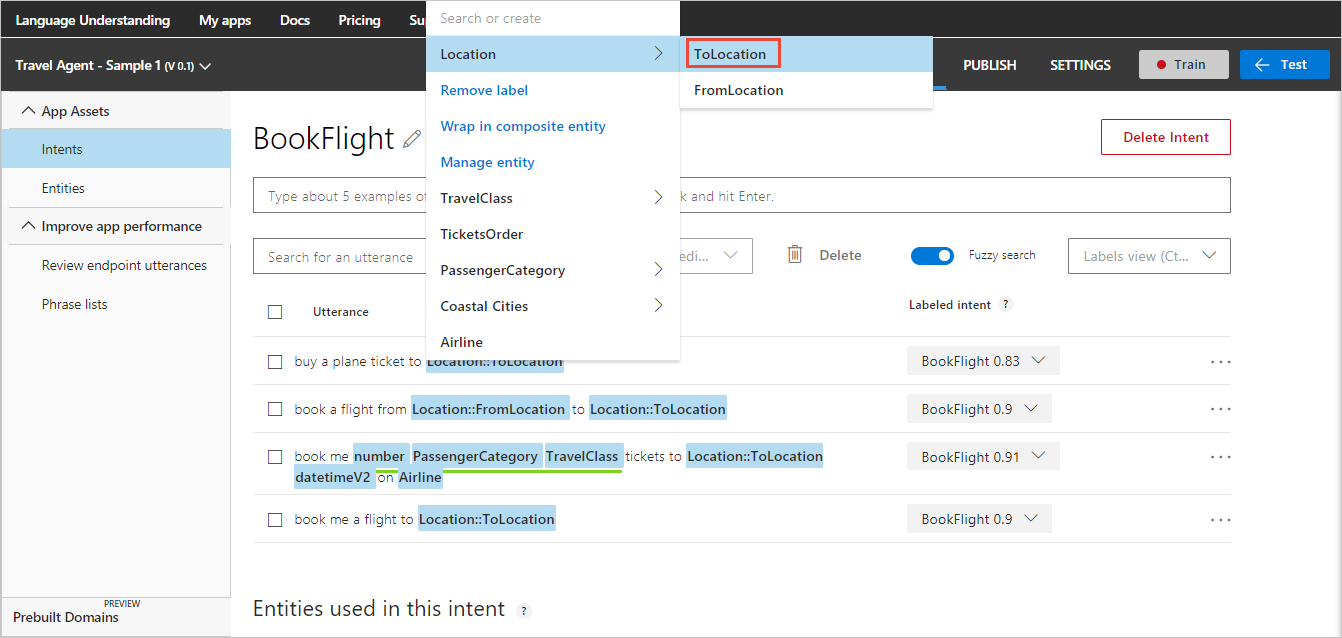 Language Understanding My apps Docs Pricing Su
Search or create
Location ToLocation
FromLocation
Remove label
Wrap in composite entity
Manage entity
TravelClass
TicketsOrder
PassengerCategory
Coastal Cities
Airline
Travel Agent - Sample 1 (V 0.1) PUBLISH SETTINGS Train Test
App Assets
Intents
Entities
Improve app performance
Review endpoint utterances
Phrase lists
PREVIEW
Prebuilt Domains
BookFlight Delete Intent
Type about 5 examples of k and hit Enter.
Search for an utterance edi... Delete Fuzzy search Labels view (Ct...
Utterance Labeled intent ?
buy a plane ticket to Location::ToLocation BookFlight 0.83 ...
book a flight from Location::FromLocation to Location::ToLocation BookFlight 0.9 ...
book me number PassengerCategory TravelClass tickets to Location::ToLocation BookFlight 0.91 ...
datetimeV2 on Airline
book me a flight to Location::ToLocation BookFlight 0.9 ...
Entities used in this intent ?